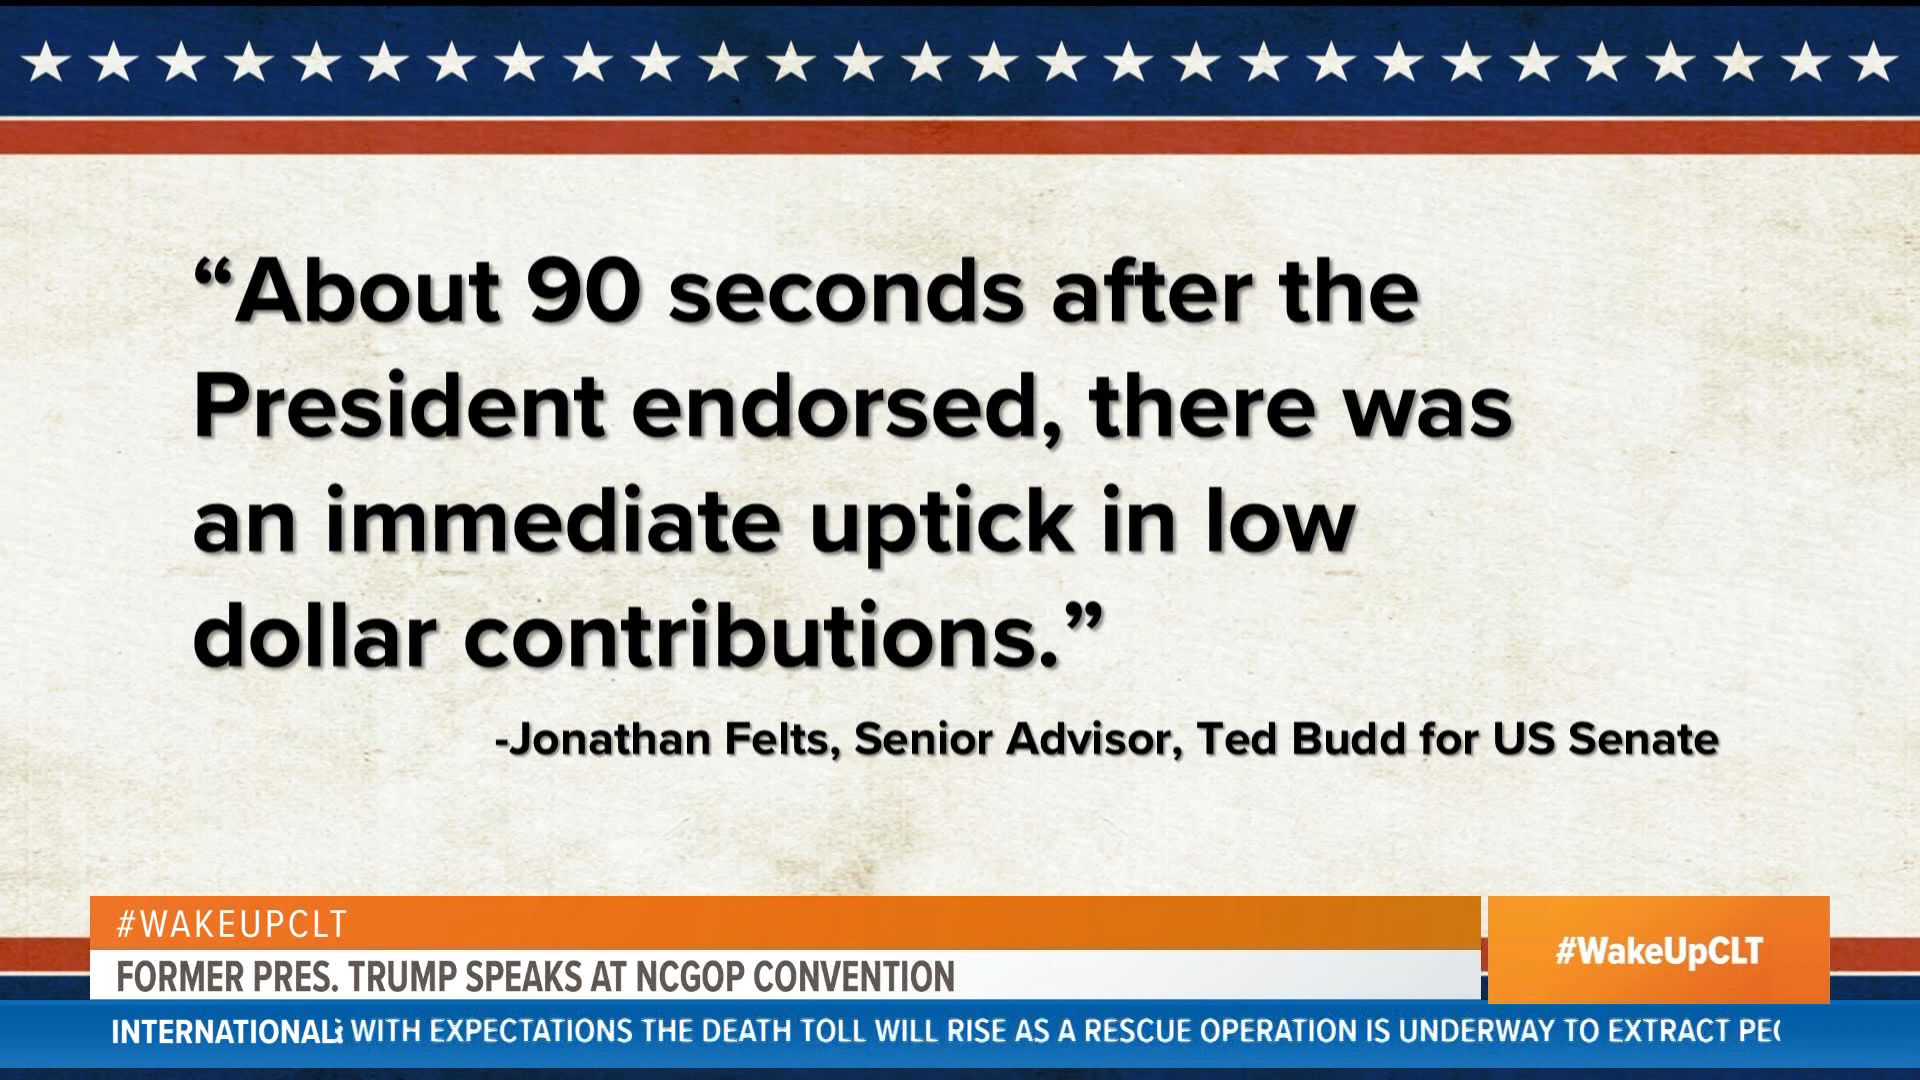 “About 90 seconds after the
President endorsed, there was
an immediate uptick in low
dollar contributions.”
-Jonathan Felts, Senior Advisor, Ted Budd for US Senate
#WAKEUPCLT
#WakeUpCLT
FORMER PRES. TRUMP SPEAKS AT NCGOP CONVENTION
INTERNATIONAL: WITH EXPECTATIONS THE DEATH TOLL WILL RISE AS A RESCUE OPERATION IS UNDERWAY TO EXTRACT